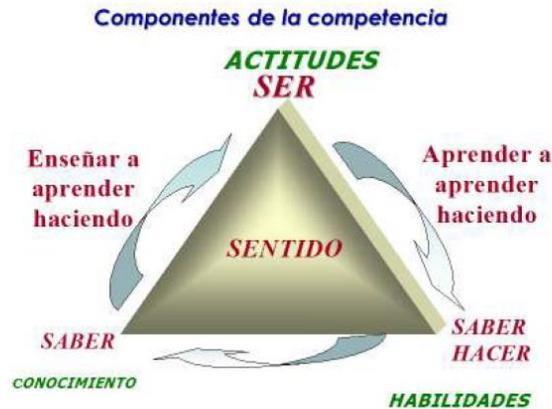 Componentes de la competencia
ACTITUDES
SER
Enseñar a
aprender
haciendo
Aprender a
aprender
haciendo
SENTIDO
SABER
SABER
HACER
CONOCIMIENTO
HABILIDADES